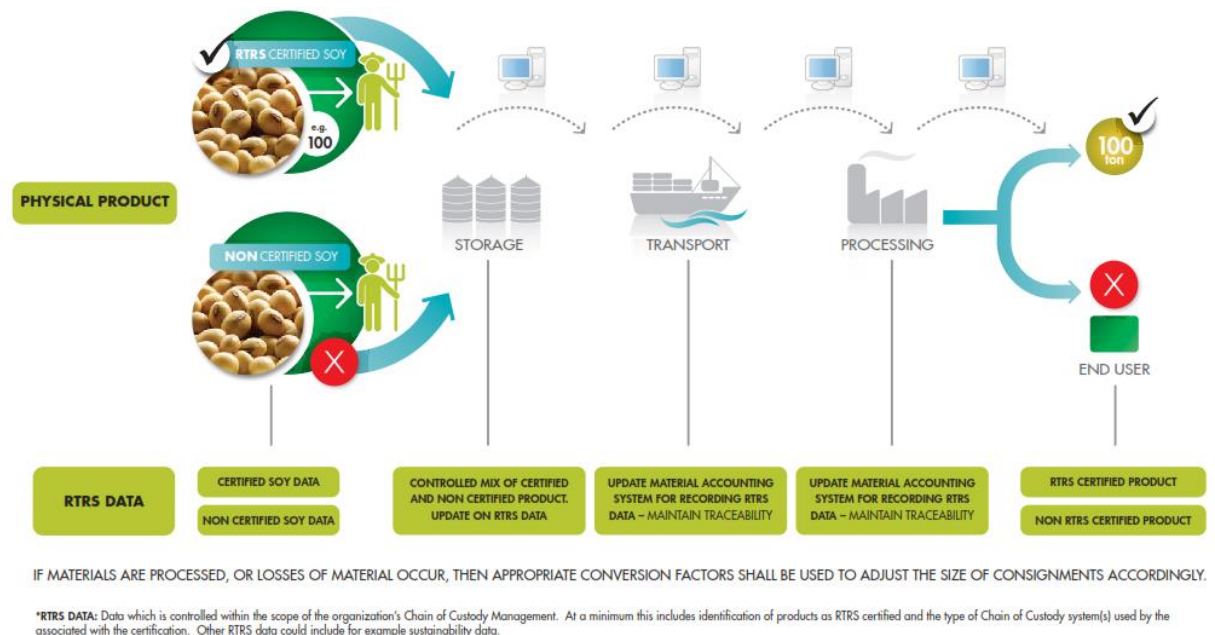 RTRS CERTIFIED SOY
e.g.
100
PHYSICAL PRODUCT
NON CERTIFIED SOY
X
STORAGE
TRANSPORT
PROCESSING
100
ton
X
END USER
RTRS DATA
CERTIFIED SOY DATA
NON CERTIFIED SOY DATA
CONTROLLED MIX OF CERTIFIED
AND NON CERTIFIED PRODUCT.
UPDATE ON RTRS DATA
UPDATE MATERIAL ACCOUNTING
SYSTEM FOR RECORDING RTRS
DATA – MAINTAIN TRACEABILITY
UPDATE MATERIAL ACCOUNTING
SYSTEM FOR RECORDING RTRS
DATA – MAINTAIN TRACEABILITY
RTRS CERTIFIED PRODUCT
NON RTRS CERTIFIED PRODUCT
IF MATERIALS ARE PROCESSED, OR LOSSES OF MATERIAL OCCUR, THEN APPROPRIATE CONVERSION FACTORS SHALL BE USED TO ADJUST THE SIZE OF CONSIGNMENTS ACCORDINGLY.
*RTRS DATA: Data which is controlled within the scope of the organization's Chain of Custody Management. At a minimum this includes identification of products as RTRS certified and the type of Chain of Custody system(s) used by the
associated with the certification. Other RTRS data could include for example sustainability data.